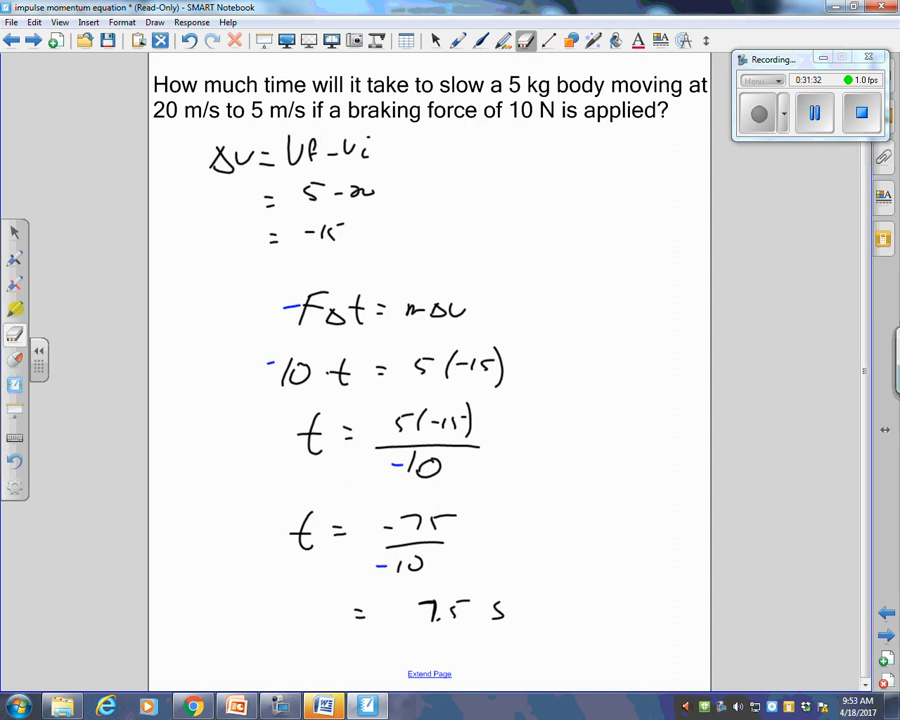 impulse momentum equation * (Read-Only) - SMART Notebook
File Edit View Insert Format Draw Response Help
Recording...
Menu
00:31:32
1.0 fps
How much time will it take to slow a 5 kg body moving at
20 m/s to 5 m/s if a braking force of 10 N is applied?
Δv = Vf - Vi
= 5 - 20
= -15
-FΔt = mΔv
-10 t = 5(-15)
t = 5(-15)
-10
t = -75
-10
= 7.5 s
Extend Page
9:53 AM
4/18/2017